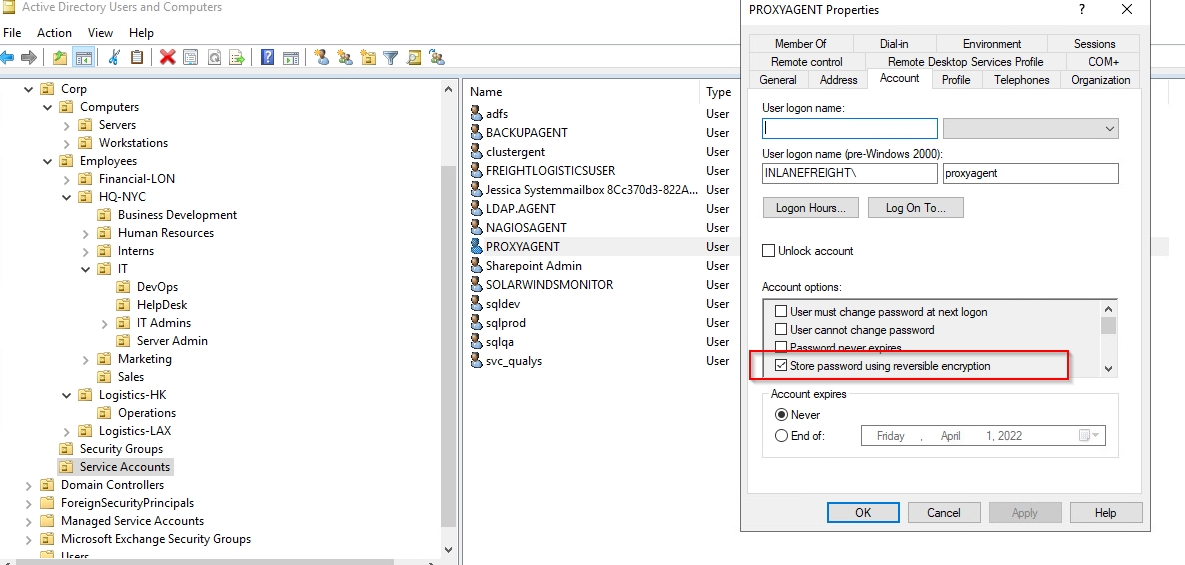 Active Directory Users and Computers
File Action View Help
Corp
Computers
Servers
Workstations
Employees
Financial-LON
HQ-NYC
Business Development
Human Resources
Interns
IT
DevOps
HelpDesk
IT Admins
Server Admin
Marketing
Sales
Logistics-HK
Operations
Logistics-LAX
Security Groups
Service Accounts
Domain Controllers
ForeignSecurityPrincipals
Managed Service Accounts
Microsoft Exchange Security Groups
Users
Name Type
adfs User
BACKUPAGENT User
clustergent User
FREIGHTLOGISTICSUSER User
Jessica Systemmailbox 8Cc370d3-822A... User
LDAP.AGENT User
NAGIOSAGENT User
PROXYAGENT User
Sharepoint Admin User
SOLARWINDSMONITOR User
sqldev User
sqlprod User
sqlqa User
svc_qualys User
PROXYAGENT Properties
Member Of Dial-in Environment Sessions
Remote control Remote Desktop Services Profile COM+
General Address Account Profile Telephones Organization
User logon name:
User logon name (pre-Windows 2000):
INLANEFREIGHT\ proxyagent
Logon Hours... Log On To...
Unlock account
Account options:
User must change password at next logon
User cannot change password
Password never expires
Store password using reversible encryption
Account expires
Never
End of: Friday , April 1, 2022
OK Cancel Apply Help